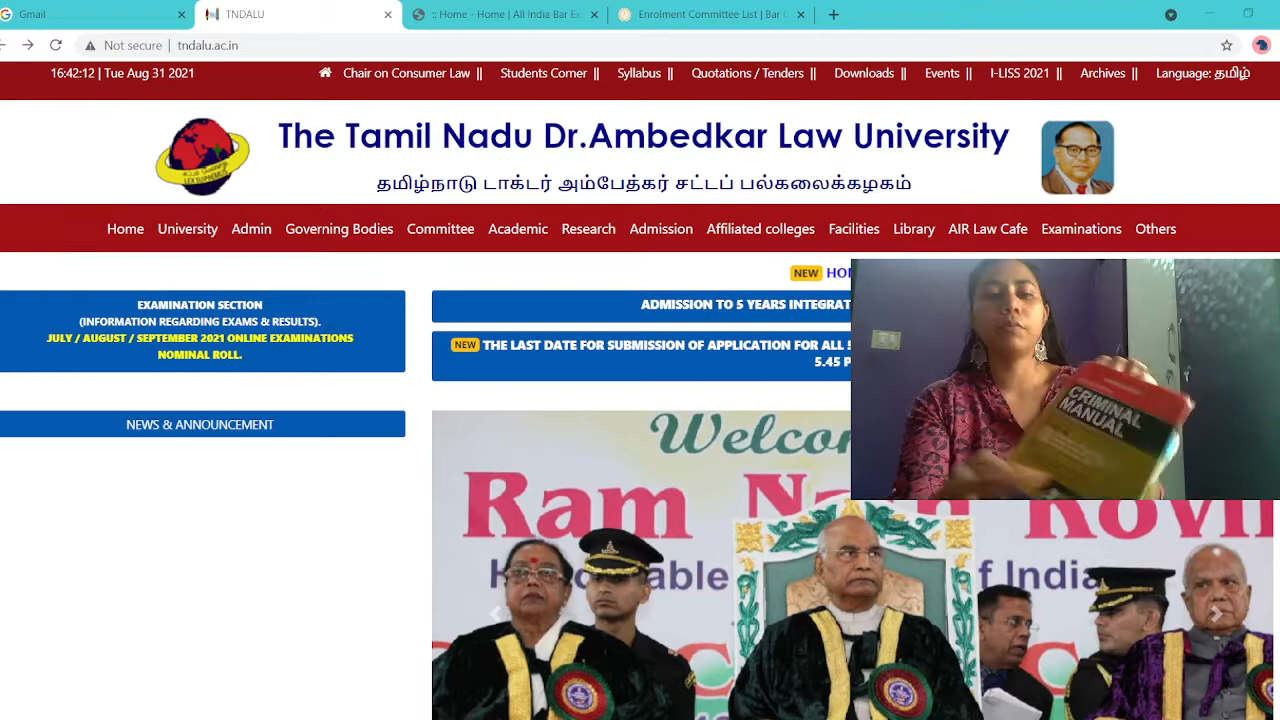 Gmail
TNDALU
:: Home - Home | All India Bar Ex
Enrolment Committee List | Bar C
Not secure | tndalu.ac.in
16:42:12 | Tue Aug 31 2021
Chair on Consumer Law || Students Corner || Syllabus || Quotations / Tenders || Downloads || Events || I-LISS 2021 || Archives || Language: தமிழ்
The Tamil Nadu Dr.Ambedkar Law University
தமிழ்நாடு டாக்டர் அம்பேத்கர் சட்டப் பல்கலைக்கழகம்
Home University Admin Governing Bodies Committee Academic Research Admission Affiliated colleges Facilities Library AIR Law Cafe Examinations Others
NEW
EXAMINATION SECTION
(INFORMATION REGARDING EXAMS & RESULTS).
JULY / AUGUST / SEPTEMBER 2021 ONLINE EXAMINATIONS
NOMINAL ROLL.
NEWS & ANNOUNCEMENT
ADMISSION TO 5 YEARS INTEGRAT
NEW THE LAST DATE FOR SUBMISSION OF APPLICATION FOR ALL
5.45 P
CRIMINAL
MANUAL
Welco
Ram Na Kovi
H able of India